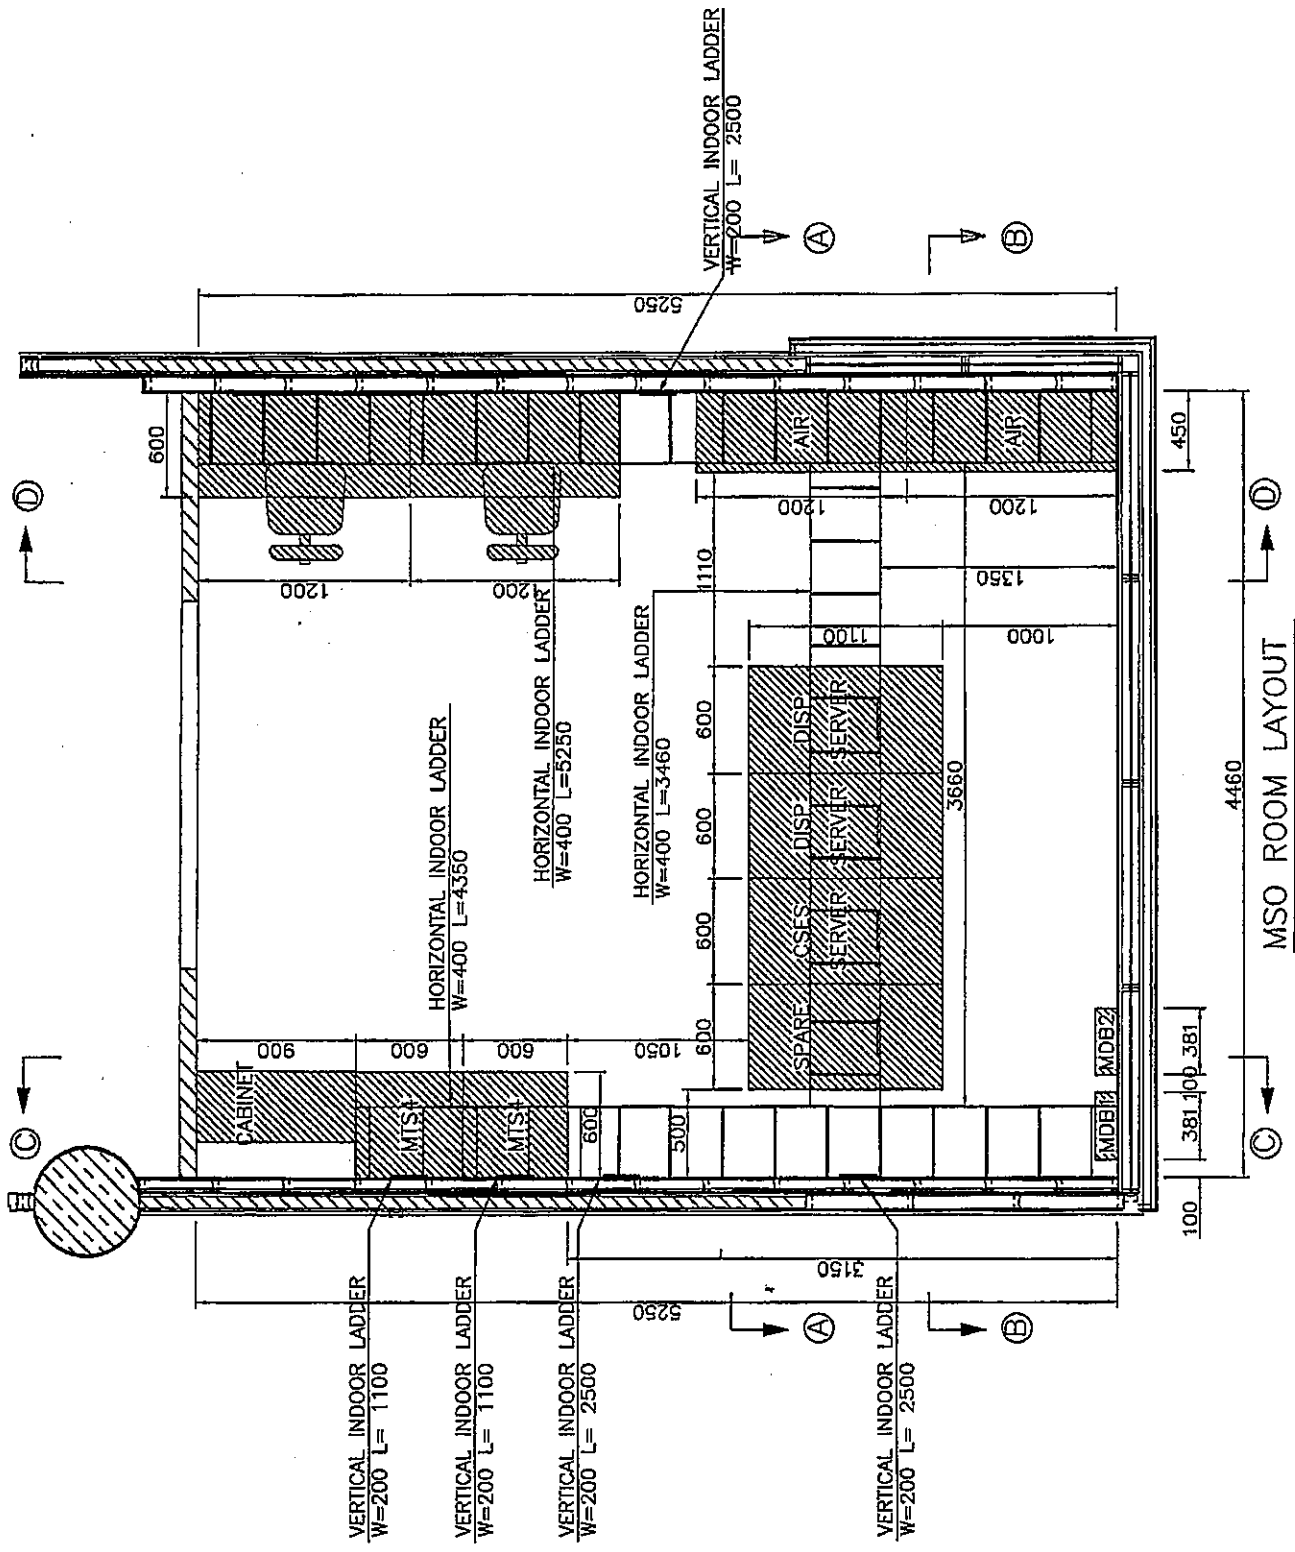 VERTICAL INDOOR LADDER
W=200 L= 2500
A
B
5250
D
600
AIR
AIR
450
D
1200
1200
1200
1200
1350
1110
HORIZONTAL INDOOR LADDER
W=400 L=5250
HORIZONTAL INDOOR LADDER
W=400 L=3460
1100
1000
HORIZONTAL INDOOR LADDER
W=400 L=4350
600
600
600
600
SPARE
CSES
SERVER
DISP
SERVER
DISP
SERVER
3660
4460
C
900
600
600
1050
CABINET
MTS4
MTS4
600
500
MDB1
MDB2
381
100
381
100
C
3150
5250
A
B
VERTICAL INDOOR LADDER
W=200 L= 1100
VERTICAL INDOOR LADDER
W=200 L= 1100
VERTICAL INDOOR LADDER
W=200 L= 2500
VERTICAL INDOOR LADDER
W=200 L= 2500
MSO ROOM LAYOUT